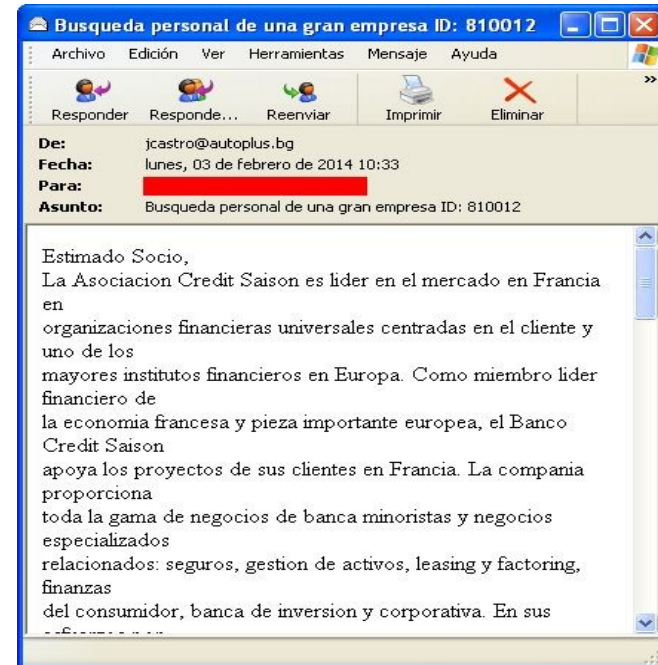 Busqueda personal de una gran empresa ID: 810012
Archivo Edición Ver Herramientas Mensaje Ayuda
»
Responder Responde... Reenviar Imprimir Eliminar
De: jcastro@autoplus.bg
Fecha: lunes, 03 de febrero de 2014 10:33
Para:
Asunto: Busqueda personal de una gran empresa ID: 810012
Estimado Socio,
La Asociacion Credit Saison es lider en el mercado en Francia
en
organizaciones financieras universales centradas en el cliente y
uno de los
mayores institutos financieros en Europa. Como miembro lider
financiero de
la economia francesa y pieza importante europea, el Banco
Credit Saison
apoya los proyectos de sus clientes en Francia. La compania
proporciona
toda la gama de negocios de banca minoristas y negocios
especializados
relacionados: seguros, gestion de activos, leasing y factoring,
finanzas
del consumidor, banca de inversion y corporativa. En sus